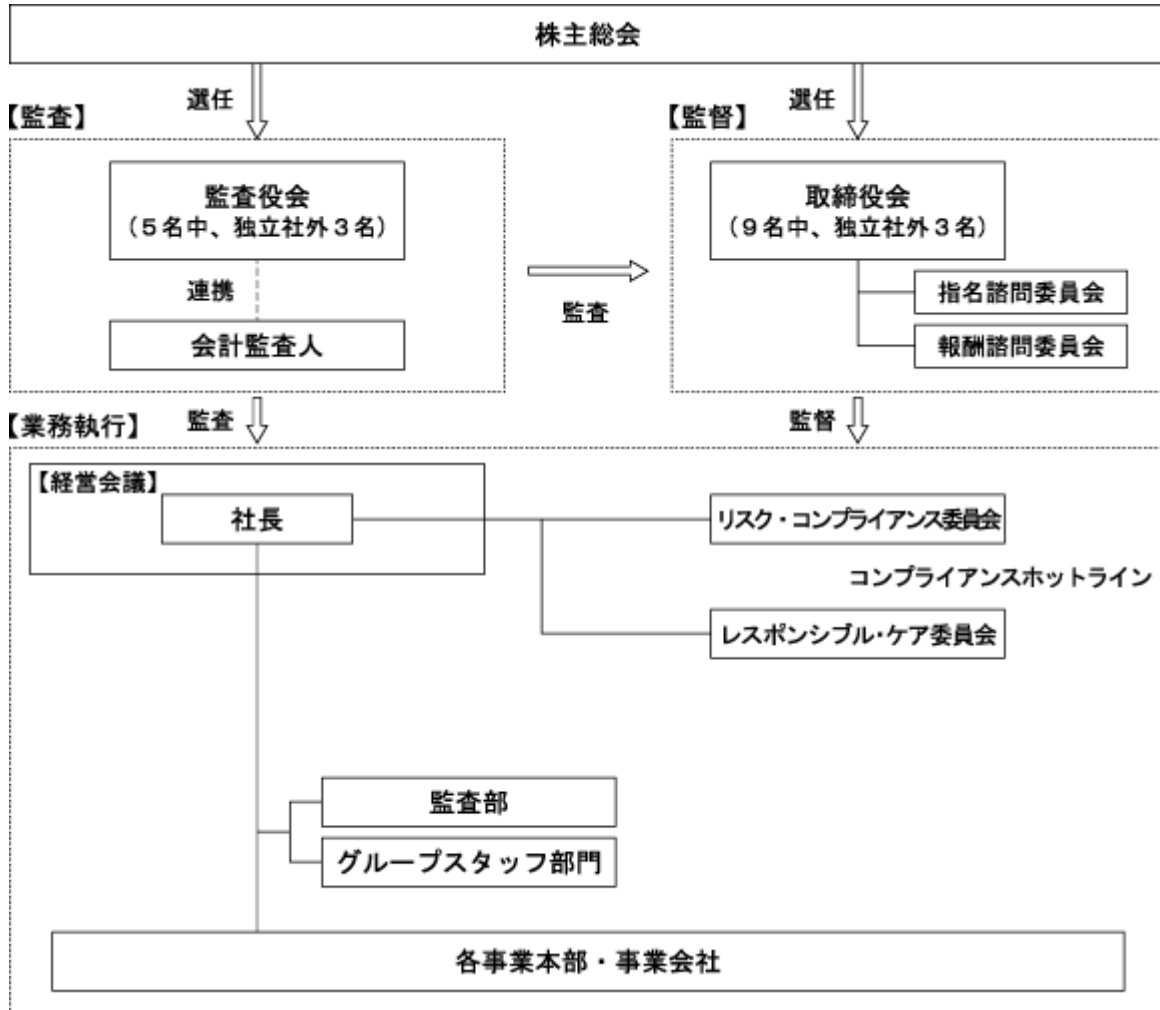 株主総会
選任
選任
【監査】
【監督】
監査役会
(5名中、独立社外3名)
取締役会
(9名中、独立社外3名)
連携
会計監査人
監査
指名諮問委員会
報酬諮問委員会
【業務執行】
監査
監督
【経営会議】
社長
リスク・コンプライアンス委員会
コンプライアンスホットライン
レスポンシブル・ケア委員会
監査部
グループスタッフ部門
各事業本部・事業会社